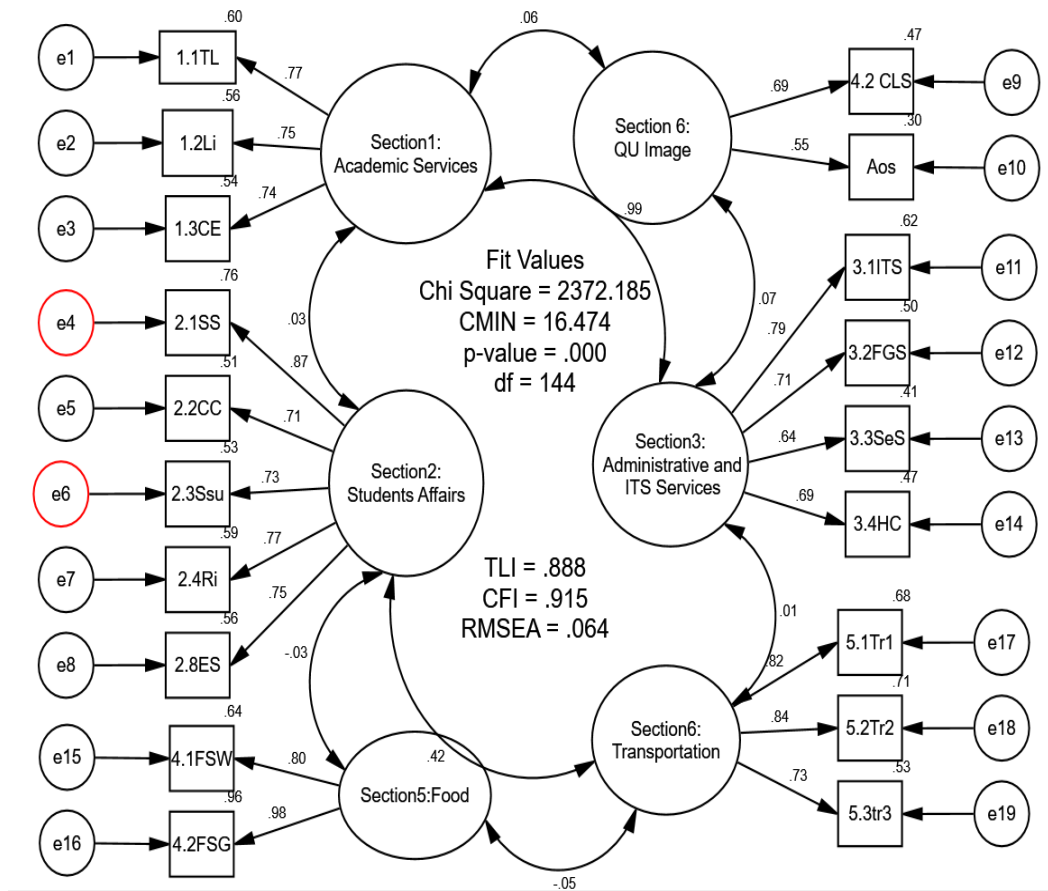 .60
.06
.47
e1
1.1TL
.77
.69
4.2 CLS
e9
.56
.30
e2
1.2Li
.75
Section1:
Academic Services
Section 6:
QU Image
.55
Aos
e10
.54
.74
e3
1.3CE
.99
.62
Fit Values
Chi Square = 2372.185
CMIN = 16.474
p-value = .000
df = 144
3.1ITS
e11
.76
.07
.50
e4
2.1SS
.03
.79
3.2FGS
e12
.51
.87
.71
.41
e5
2.2CC
.71
.64
3.3SeS
e13
.53
Section2:
Students Affairs
Section3:
Administrative and
ITS Services
.47
e6
2.3Ssu
.73
.69
3.4HC
e14
.59
.77
e7
2.4Ri
TLI = .888
CFI = .915
RMSEA = .064
.75
.56
.01
.68
e8
2.8ES
-.03
.82
5.1Tr1
e17
.64
.71
e15
4.1FSW
.80
.42
Section6:
Transportation
.84
5.2Tr2
e18
.96
.73
.53
Section5:Food
e16
4.2FSG
.98
5.3tr3
e19
-.05